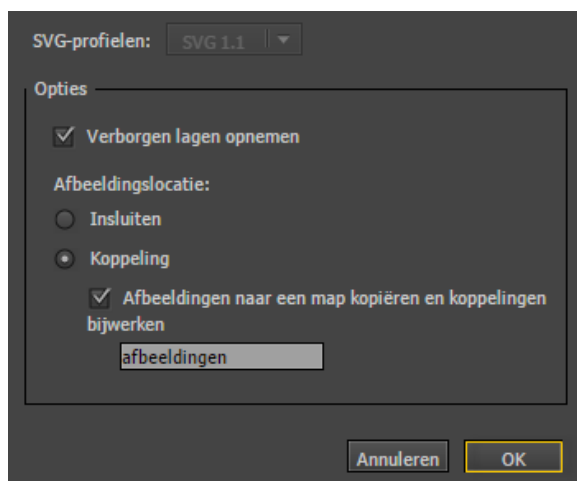 SVG-profielen: SVG 1.1
Opties
Verborgen lagen opnemen
Afbeeldingslocatie:
Insluiten
Koppeling
Afbeeldingen naar een map kopiëren en koppelingen
bijwerken
afbeeldingen
Annuleren OK